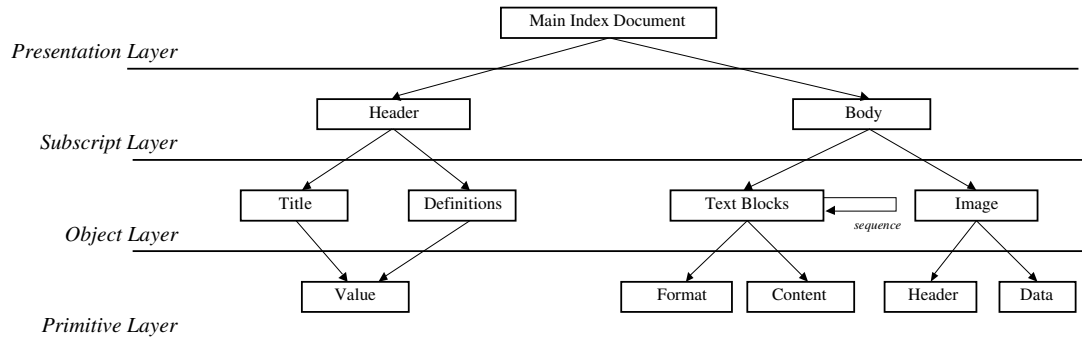 Main Index Document
Presentation Layer
Header
Body
Subscript Layer
Title
Definitions
Text Blocks
Image
sequence
Object Layer
Value
Format
Content
Header
Data
Primitive Layer